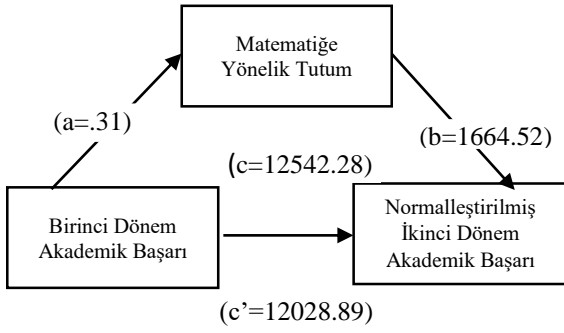 Matematiğe
Yönelik Tutum
(a=.31)
(b=1664.52)
(c=12542.28)
Birinci Dönem
Akademik Başarı
Normalleştirilmiş
İkinci Dönem
Akademik Başarı
(c’=12028.89)